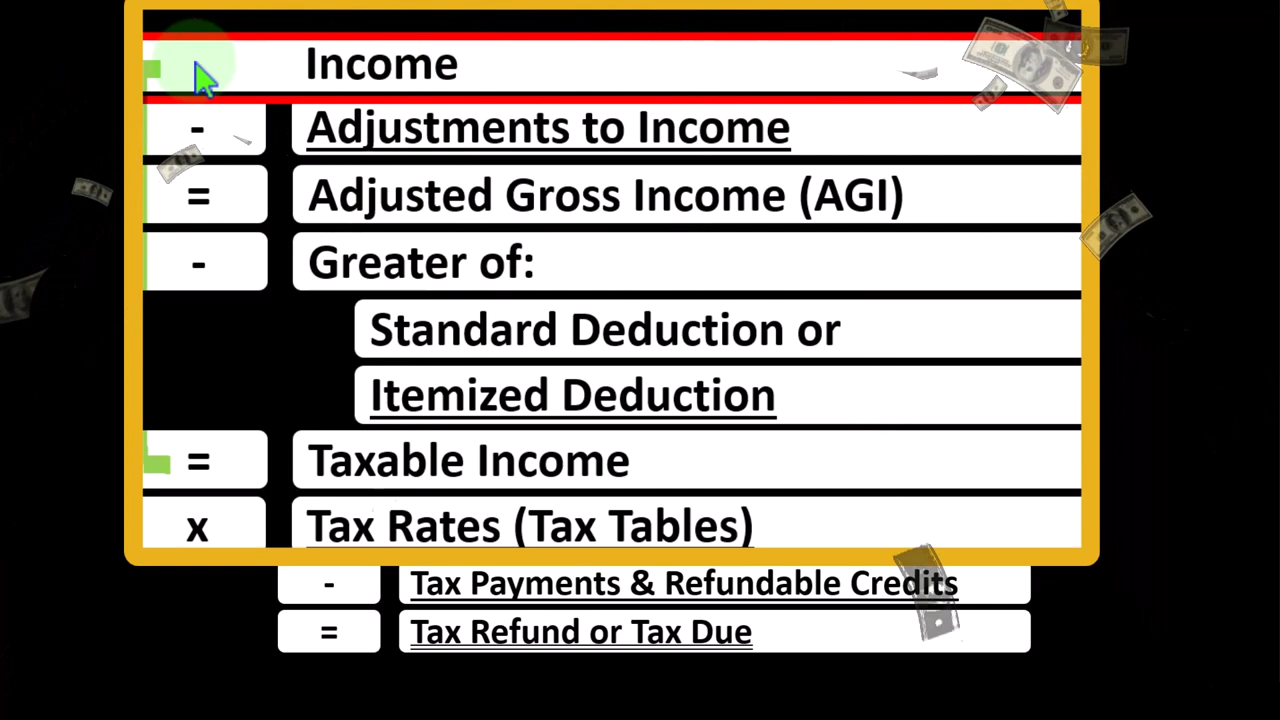 Income
- Adjustments to Income
= Adjusted Gross Income (AGI)
- Greater of:
Standard Deduction or
Itemized Deduction
= Taxable Income
x Tax Rates (Tax Tables)
- Tax Payments & Refundable Credits
= Tax Refund or Tax Due